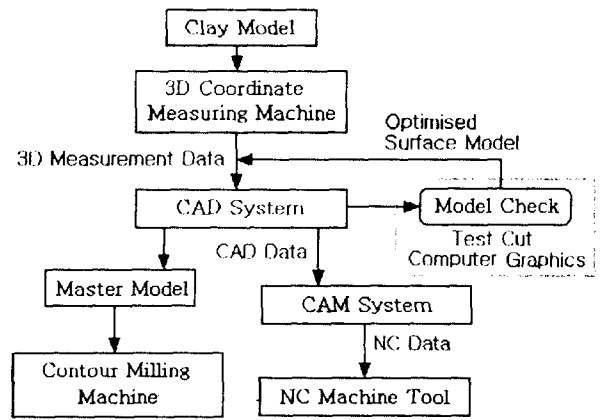 Clay Model
3D Coordinate
Measuring Machine
Optimised
Surface Model
3D Measurement Data
CAD System
Model Check
Test Cut
Computer Graphics
CAD Data
Master Model
CAM System
NC Data
Contour Milling
Machine
NC Machine Tool